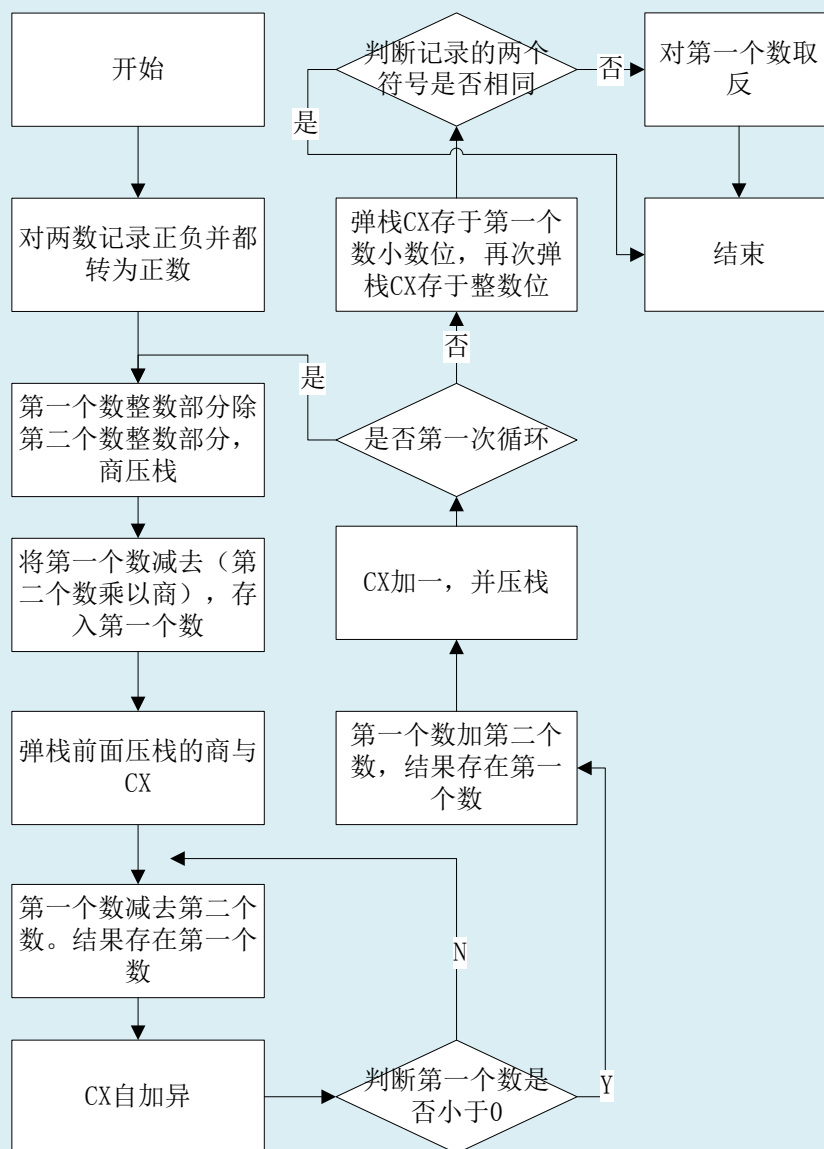 开始
对两数记录正负并都
转为正数
第一个数整数部分除
第二个数整数部分，
商压栈
将第一个数减去（第
二个数乘以商），存
入第一个数
弹栈前面压栈的商与
CX
第一个数减去第二个
数。结果存在第一个
数
CX自加异
判断第一个数是
否小于0
N
Y
第一个数加第二个
数，结果存在第一
个数
CX加一，并压栈
是否第一次循环
是
否
弹栈CX存于第一个
数小数位，再次弹
栈CX存于整数位
判断记录的两个
符号是否相同
是
否
对第一个数取
反
结束